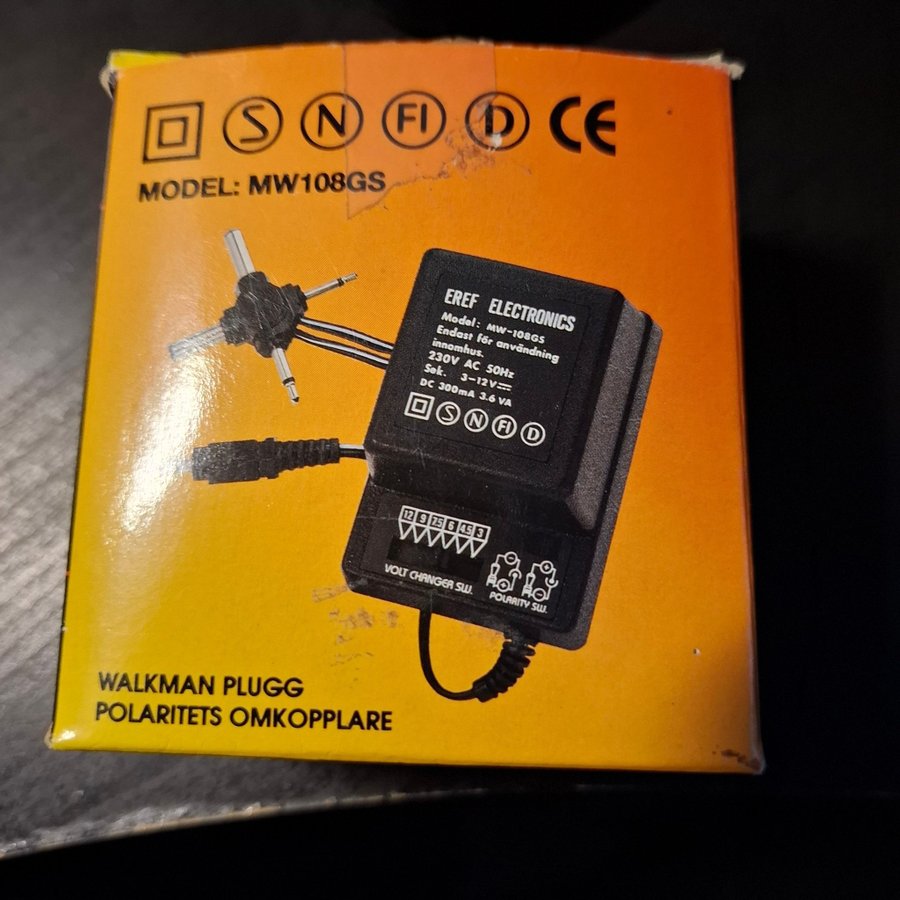 S N FI D CE
MODEL: MW108GS
EREF ELECTRONICS
Model: MW-108GS
Endast för användning
innomhus.
230V AC 50Hz
Sek. 3-12V⎓
DC 300mA 3.6 VA
S N FI D
12 9 7.5 6 4.5 3
VOLT CHANGER SW.
- + + -
POLARITY SW.
WALKMAN PLUGG
POLARITETS OMKOPPLARE